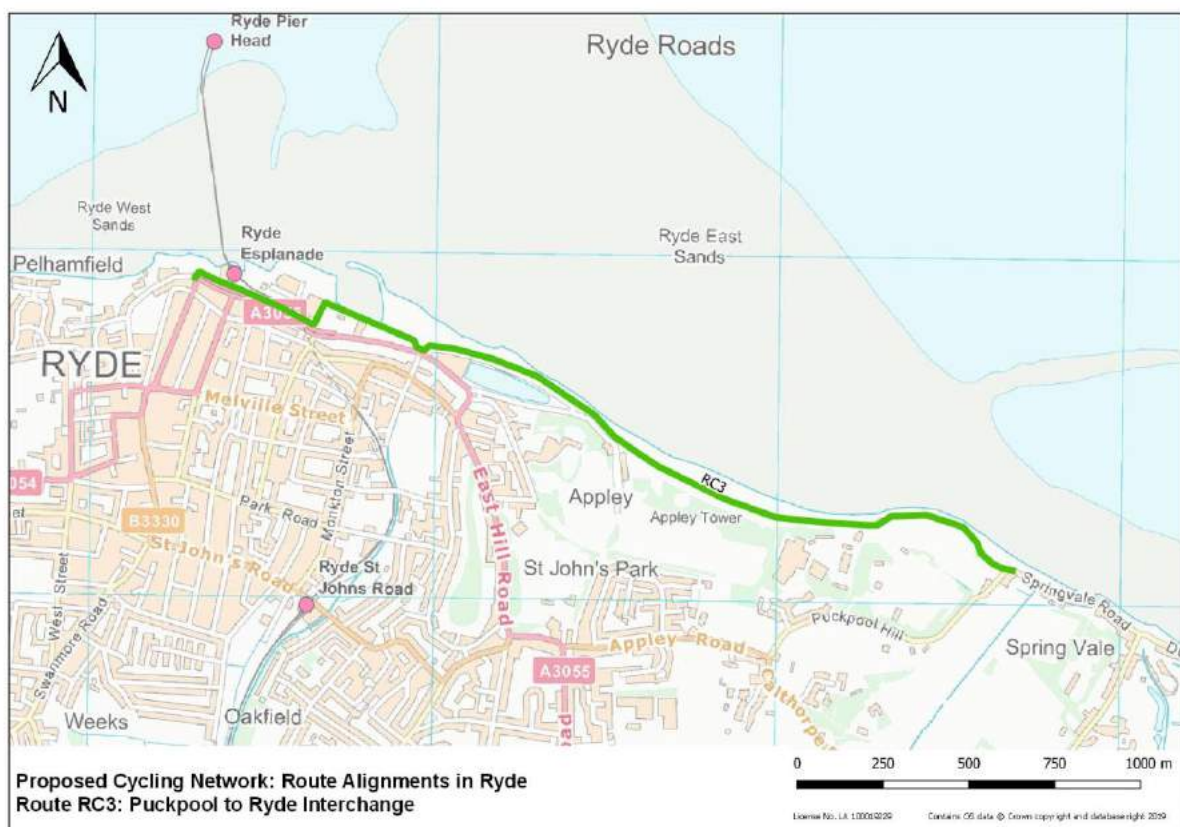 Ryde Pier
Head
Ryde Roads
N
Ryde West
Sands
Ryde
Esplanade
Ryde East
Sands
Pelhamfield
RYDE
Melville Street
Monkton Street
East Hill Road
Appley
RC3
Appley Tower
054
Park Road
B3330
St John's Road
Ryde St
Johns Road
St John's Park
West Street
Swanmore Road
Puckpool Hill
Springvale Road
Spring Vale
Appley Road
A3055
Weeks
Oakfield
Proposed Cycling Network: Route Alignments in Ryde
Route RC3: Puckpool to Ryde Interchange
0 250 500 750 1000 m
Contains OS data © Crown copyright and database right 2019